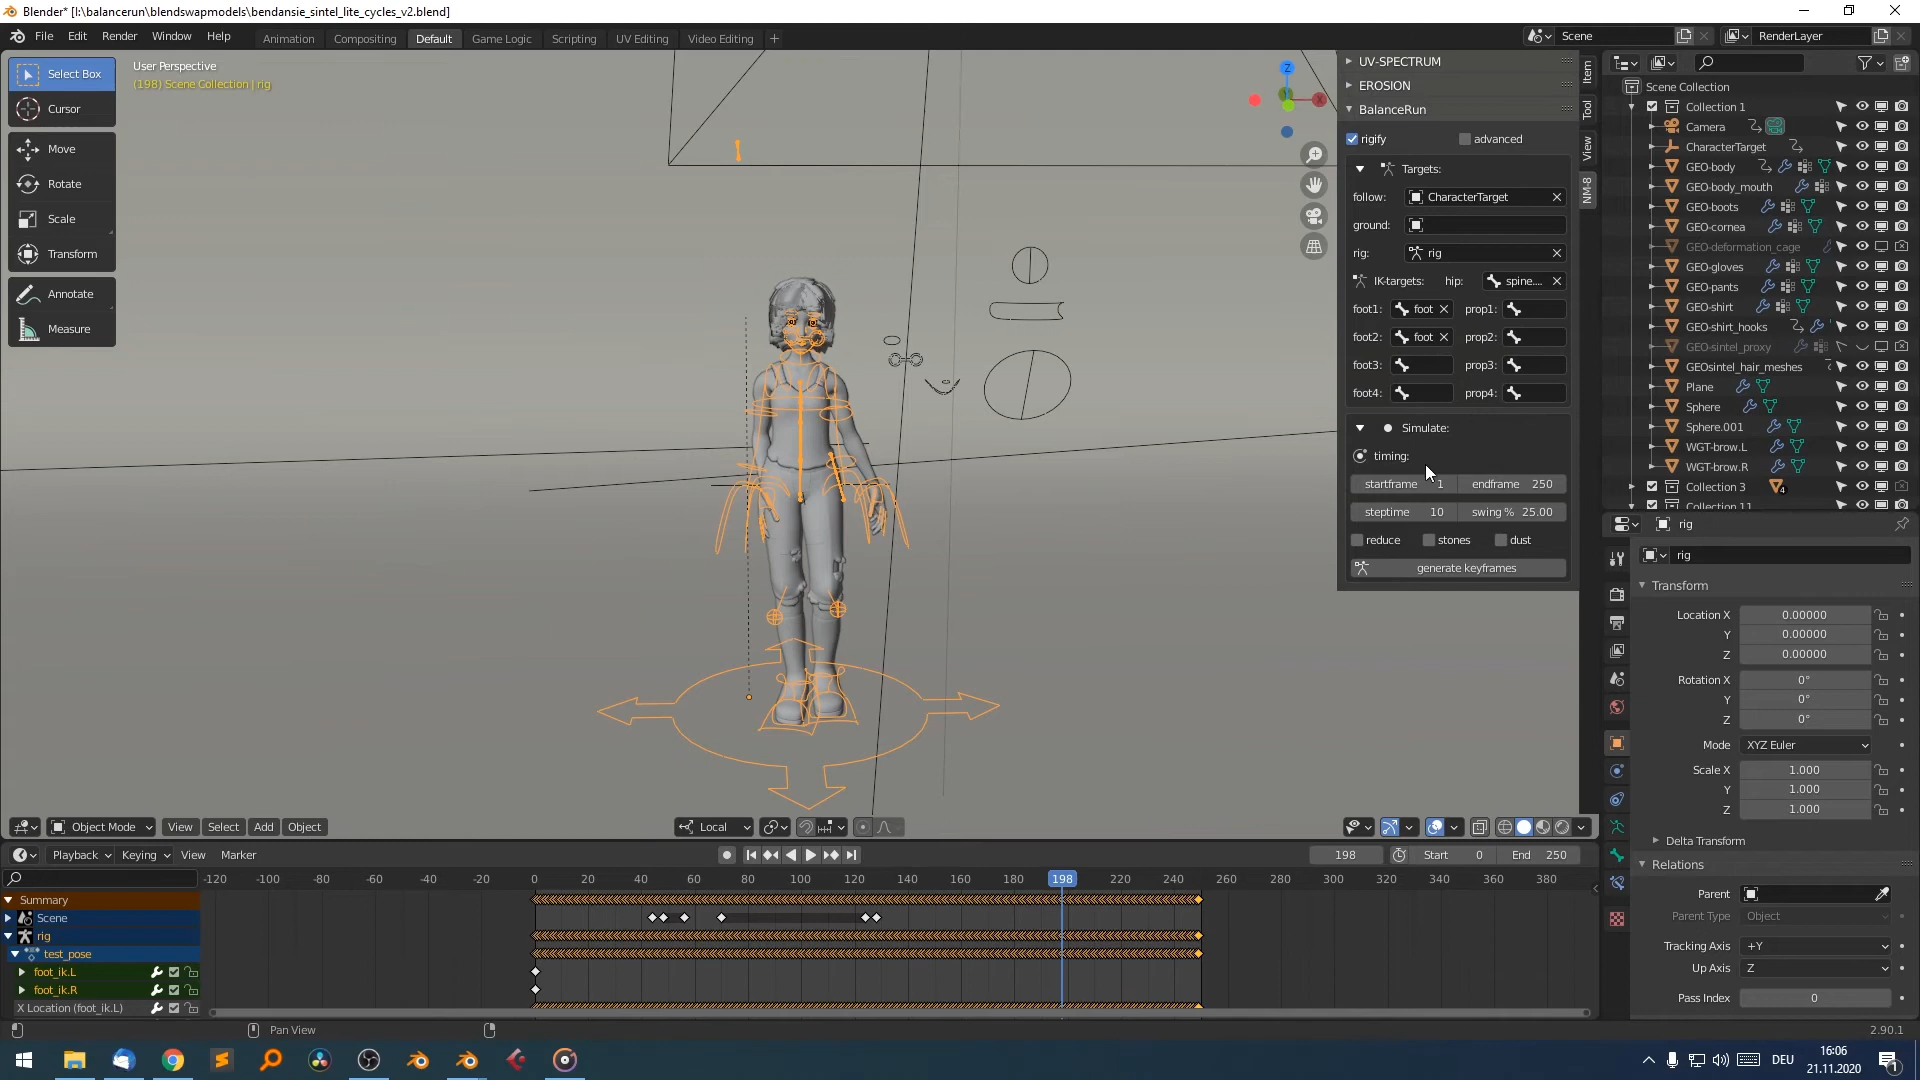 Blender* [I:\balancerun\blendswapmodels\bendansie_sintel_lite_cycles_v2.blend]
File Edit Render Window Help
Animation Compositing Default Game Logic Scripting UV Editing Video Editing +
Scene
RenderLayer
Select Box
Cursor
Move
Rotate
Scale
Transform
Annotate
Measure
User Perspective
(198) Scene Collection | rig
Z
X
UV-SPECTRUM
EROSION
BalanceRun
rigify advanced
Targets:
follow: CharacterTarget
ground:
rig: rig
IK-targets: hip: spine....
foot1: foot prop1:
foot2: foot prop2:
foot3: prop3:
foot4: prop4:
Simulate:
timing:
startframe 1 endframe 250
steptime 10 swing % 25.00
reduce stones dust
generate keyframes
Item
Tool
View
NM-8
Scene Collection
Collection 1
Camera
CharacterTarget
GEO-body
GEO-body_mouth
GEO-boots
GEO-cornea
GEO-deformation_cage
GEO-gloves
GEO-pants
GEO-shirt
GEO-shirt_hooks
GEO-sintel_proxy
GEOsintel_hair_meshes
Plane
Sphere
Sphere.001
WGT-brow.L
WGT-brow.R
Collection 3 4
Collection 11
rig
rig
Transform
Location X 0.00000
Y 0.00000
Z 0.00000
Rotation X 0°
Y 0°
Z 0°
Mode XYZ Euler
Scale X 1.000
Y 1.000
Z 1.000
Delta Transform
Relations
Parent
Parent Type Object
Tracking Axis +Y
Up Axis Z
Pass Index 0
Object Mode View Select Add Object
Local
Playback Keying View Marker
198 Start 0 End 250
-120 -100 -80 -60 -40 -20 0 20 40 60 80 100 120 140 160 180 198 220 240 260 280 300 320 340 360 380
Summary
Scene
rig
test_pose
foot_ik.L
foot_ik.R
X Location (foot_ik.L)
Pan View
2.90.1
DEU
16:06
21.11.2020
1